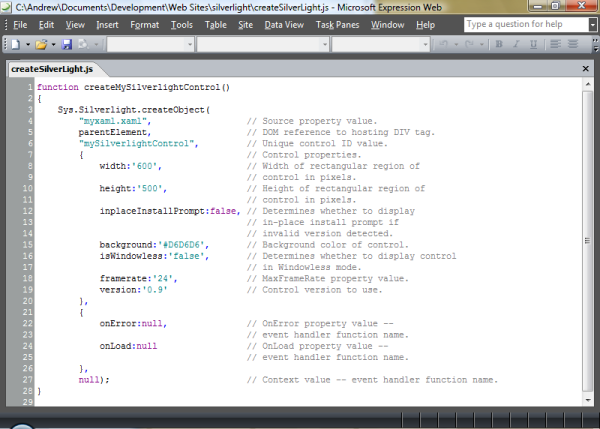 C:\Andrew\Documents\Development\Web Sites\silverlight\createSilverLight.js - Microsoft Expression Web
File Edit View Insert Format Tools Table Site Data View Task Panes Window Help Type a question for help
B I U
createSilverLight.js
1 function createMySilverlightControl()
2 {
3 Sys.Silverlight.createObject(
4 "myxaml.xaml", // Source property value.
5 parentElement, // DOM reference to hosting DIV tag.
6 "mySilverlightControl", // Unique control ID value.
7 { // Control properties.
8 width:'600', // Width of rectangular region of
9 // control in pixels.
10 height:'500', // Height of rectangular region of
11 // control in pixels.
12 inplaceInstallPrompt:false, // Determines whether to display
13 // in-place install prompt if
14 // invalid version detected.
15 background:'#D6D6D6', // Background color of control.
16 isWindowless:'false', // Determines whether to display control
17 // in Windowless mode.
18 framerate:'24', // MaxFrameRate property value.
19 version:'0.9' // Control version to use.
20 },
21 {
22 onError:null, // OnError property value --
23 // event handler function name.
24 onLoad:null // OnLoad property value --
25 // event handler function name.
26 },
27 null); // Context value -- event handler function name.
28 }
29